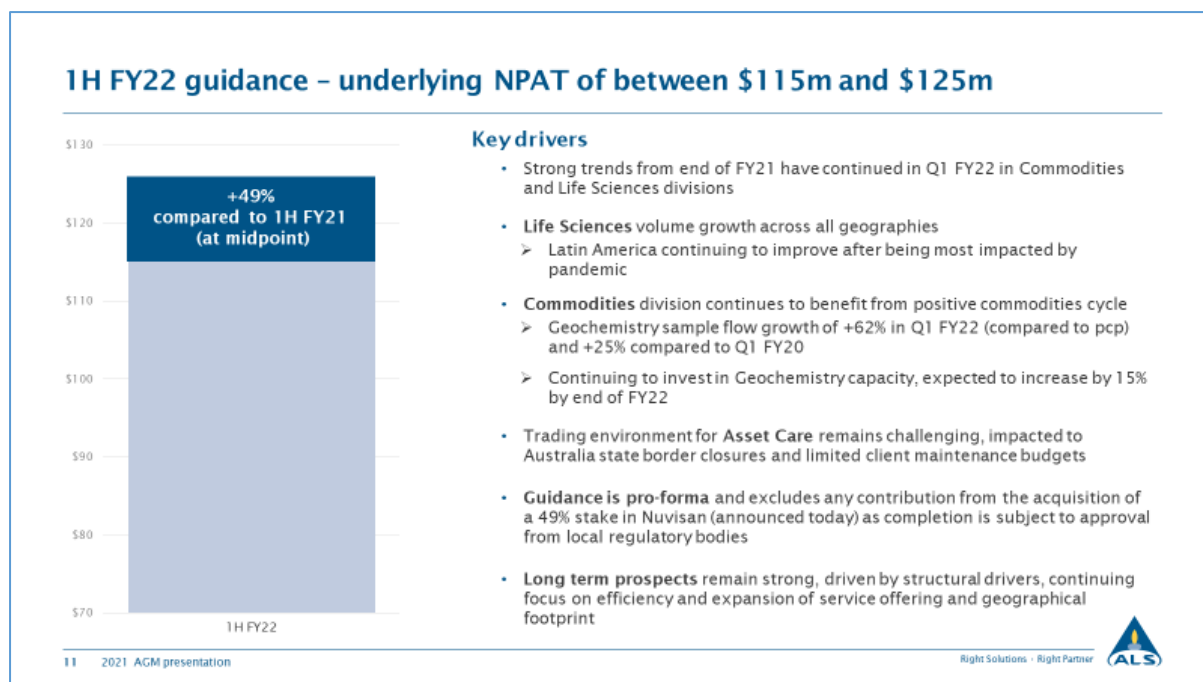 1H FY22 guidance – underlying NPAT of between $115m and $125m
$130
$120
$110
$100
$90
$80
$70
+49%
compared to 1H FY21
(at midpoint)
1H FY22
Key drivers
• Strong trends from end of FY21 have continued in Q1 FY22 in Commodities
and Life Sciences divisions
• Life Sciences volume growth across all geographies
➢ Latin America continuing to improve after being most impacted by
pandemic
• Commodities division continues to benefit from positive commodities cycle
➢ Geochemistry sample flow growth of +62% in Q1 FY22 (compared to pcp)
and +25% compared to Q1 FY20
➢ Continuing to invest in Geochemistry capacity, expected to increase by 15%
by end of FY22
• Trading environment for Asset Care remains challenging, impacted to
Australia state border closures and limited client maintenance budgets
• Guidance is pro-forma and excludes any contribution from the acquisition of
a 49% stake in Nuvisan (announced today) as completion is subject to approval
from local regulatory bodies
• Long term prospects remain strong, driven by structural drivers, continuing
focus on efficiency and expansion of service offering and geographical
footprint
11 2021 AGM presentation
Right Solutions · Right Partner
ALS